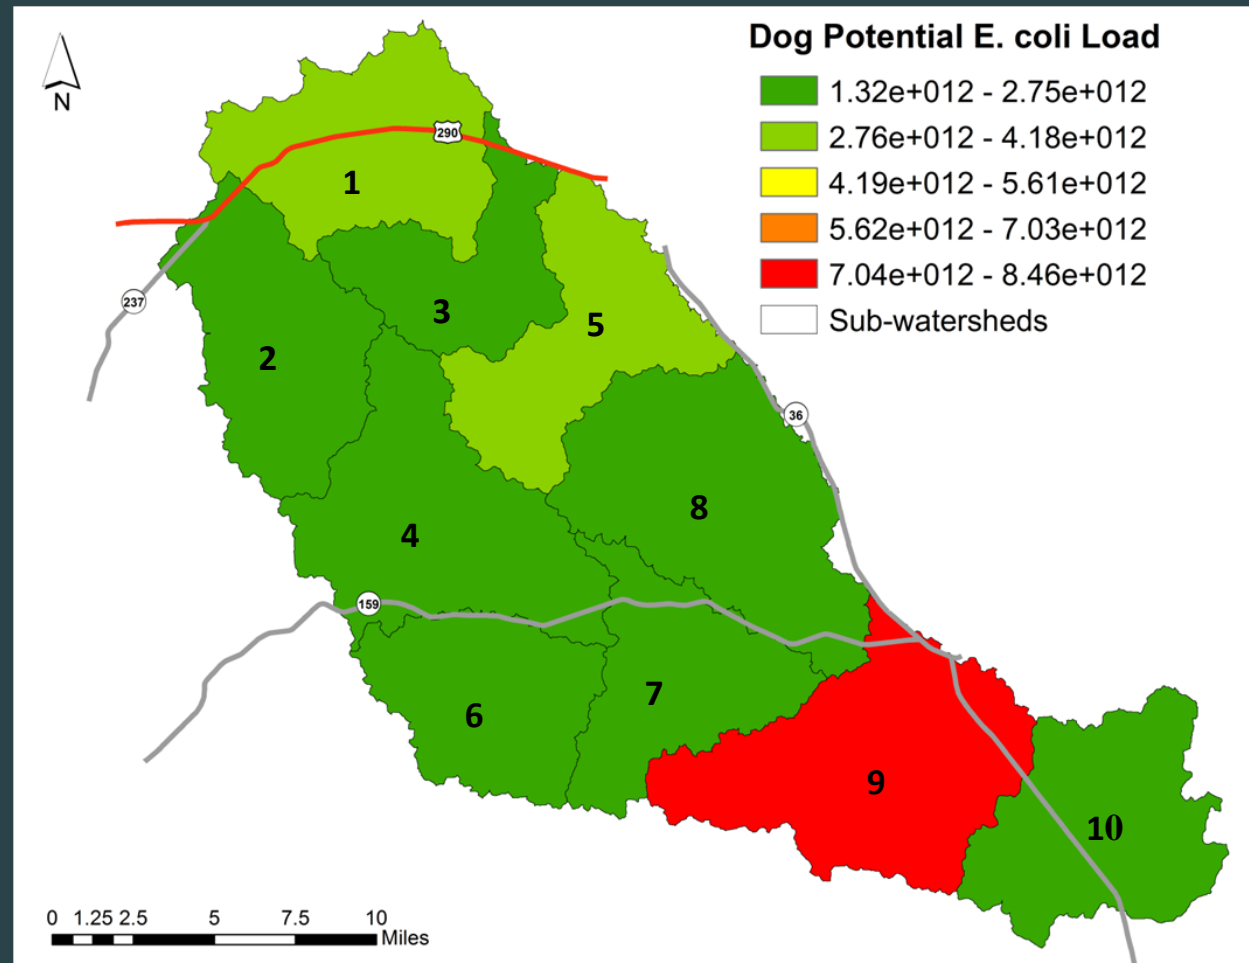 Dog Potential E. coli Load
1.32e+012 - 2.75e+012
2.76e+012 - 4.18e+012
4.19e+012 - 5.61e+012
5.62e+012 - 7.03e+012
7.04e+012 - 8.46e+012
Sub-watersheds
N
290
1
237
3
5
2
36
8
4
159
7
6
9
10
0 1.25 2.5 5 7.5 10
Miles